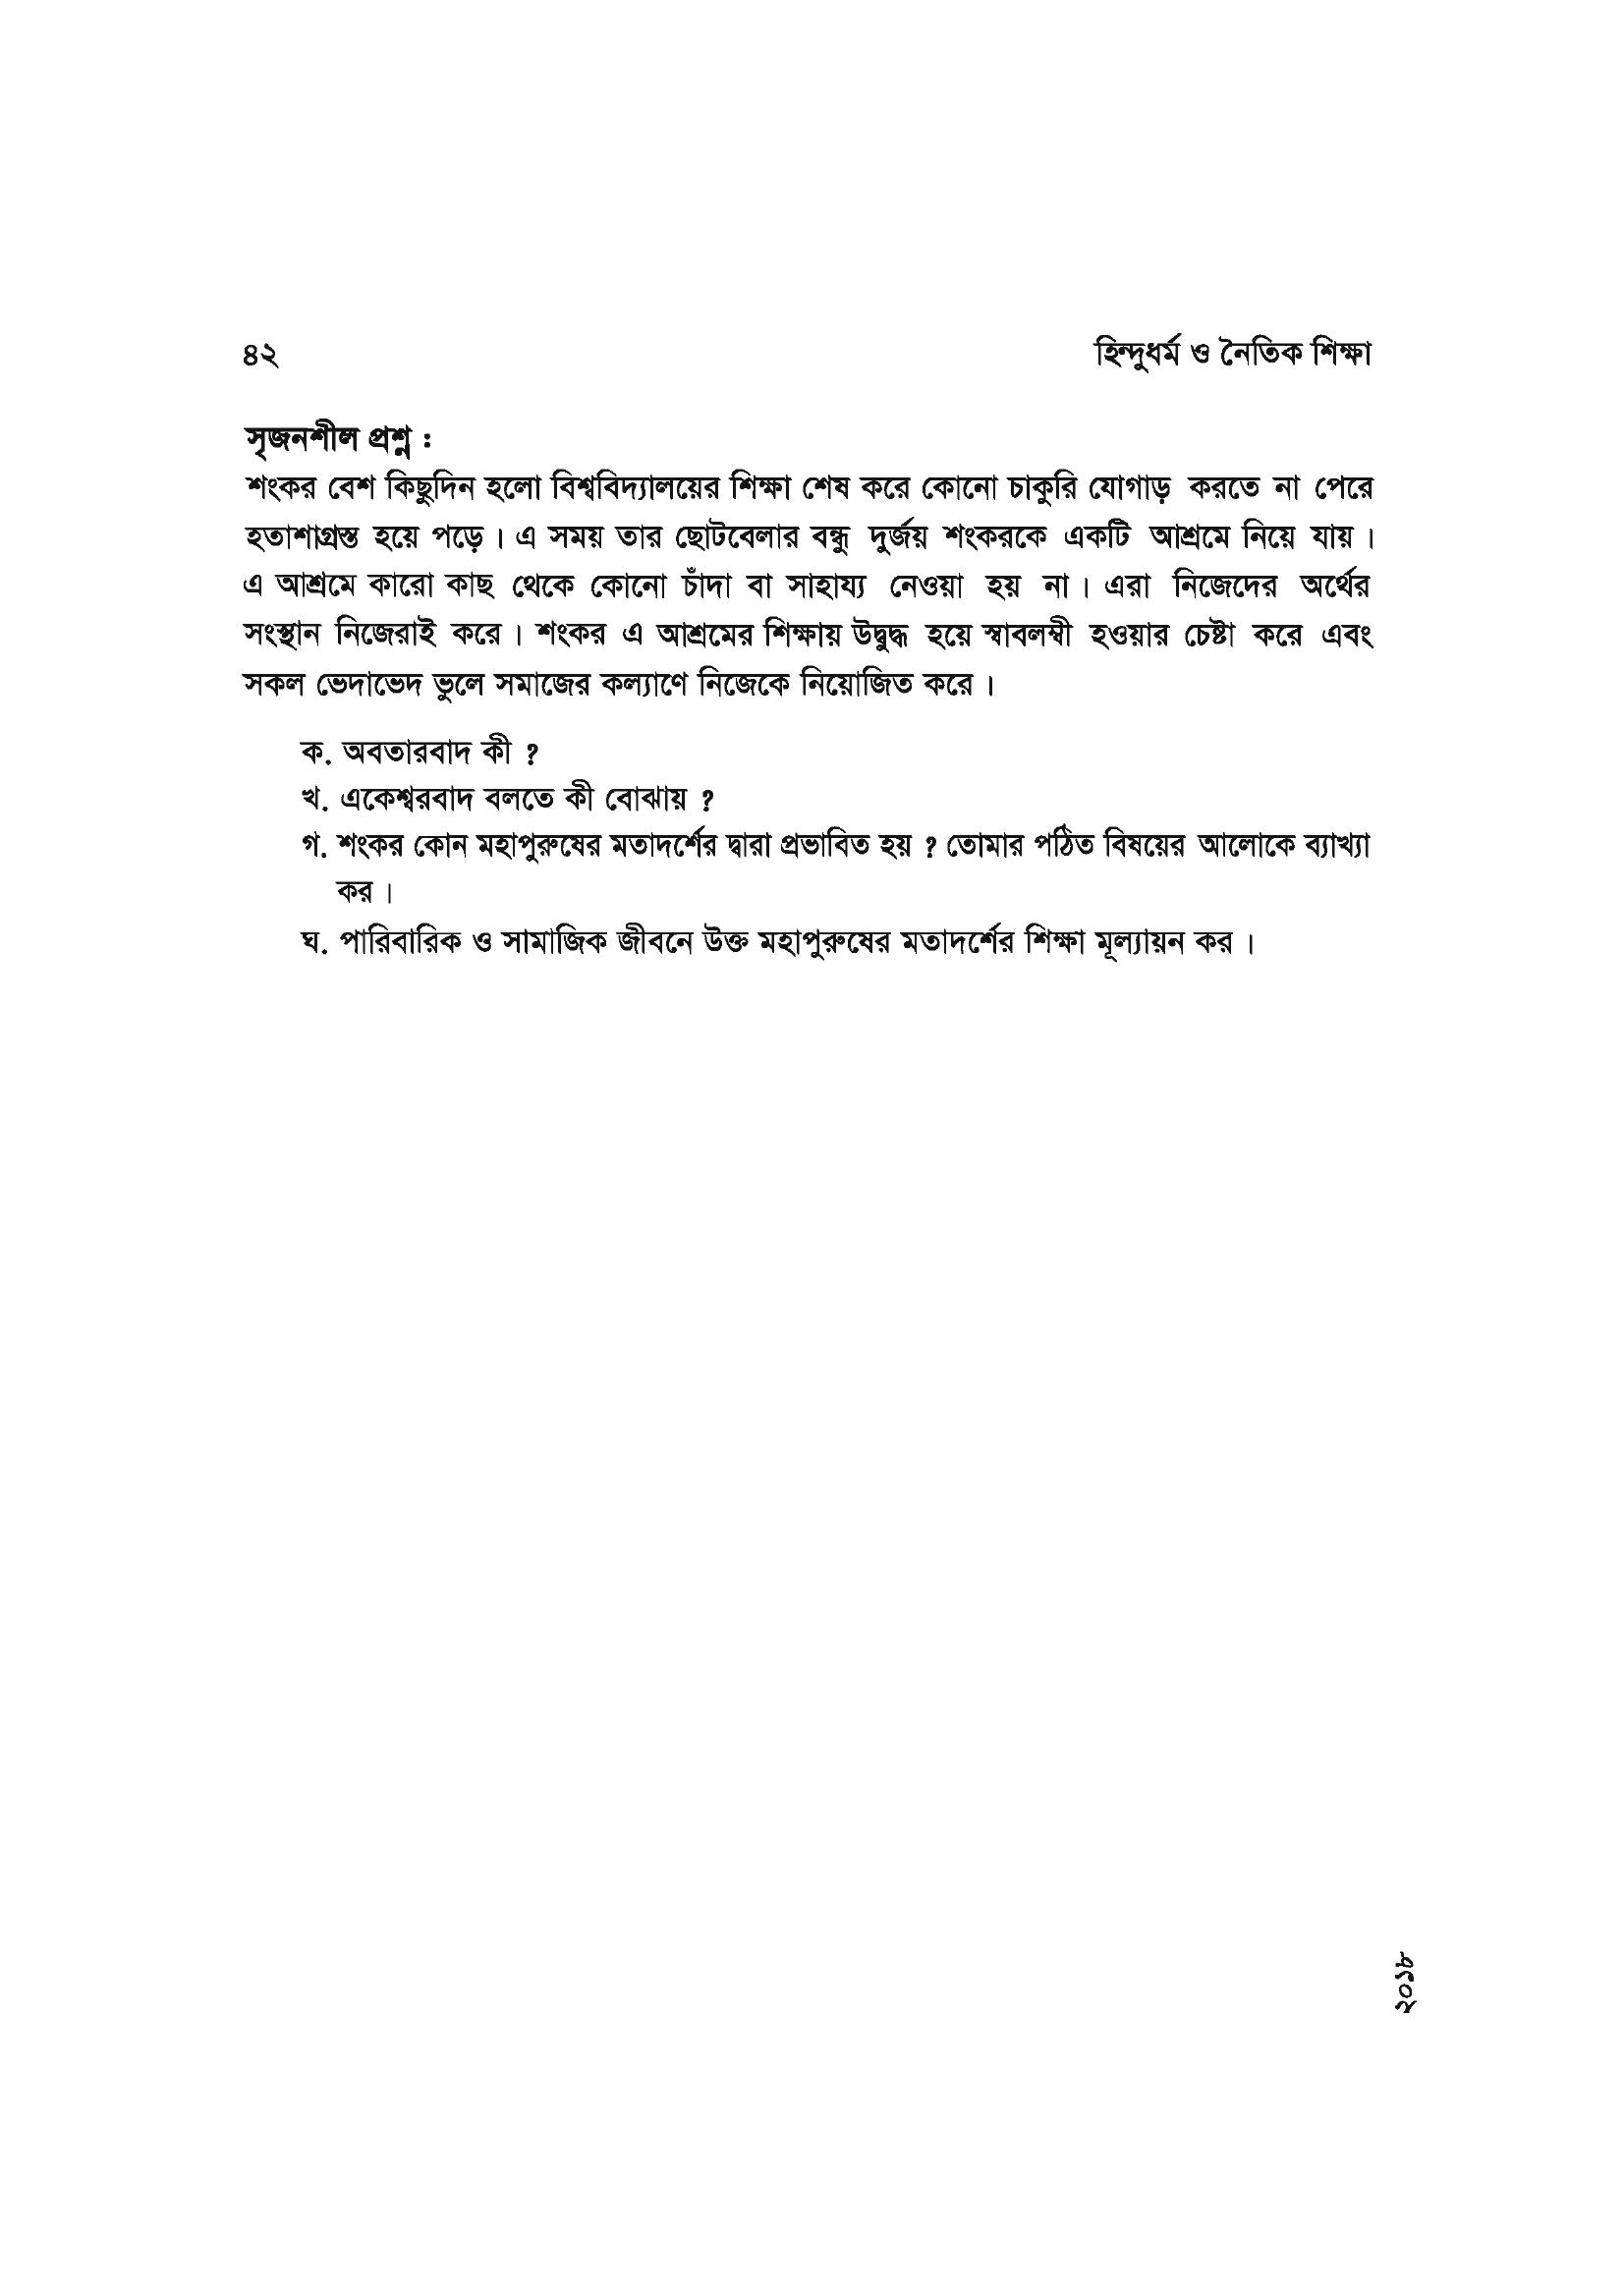 ৪২ হিন্দুধর্ম ও নৈতিক শিক্ষা
সৃজনশীল প্রশ্ন :
শংকর বেশ কিছুদিন হলো বিশ্ববিদ্যালয়ের শিক্ষা শেষ করে কোনো চাকুরি যোগাড় করতে না পেরে
হতাশাগ্রস্ত হয়ে পড়ে । এ সময় তার ছোটবেলার বন্ধু দুর্জয় শংকরকে একটি আশ্রমে নিয়ে যায় ।
এ আশ্রমে কারো কাছ থেকে কোনো চাঁদা বা সাহায্য নেওয়া হয় না । এরা নিজেদের অর্থের
সংস্থান নিজেরাই করে । শংকর এ আশ্রমের শিক্ষায় উদ্বুদ্ধ হয়ে স্বাবলম্বী হওয়ার চেষ্টা করে এবং
সকল ভেদাভেদ ভুলে সমাজের কল্যাণে নিজেকে নিয়োজিত করে ।
ক. অবতারবাদ কী ?
খ. একেশ্বরবাদ বলতে কী বোঝায় ?
গ. শংকর কোন মহাপুরুষের মতাদর্শের দ্বারা প্রভাবিত হয় ? তোমার পঠিত বিষয়ের আলোকে ব্যাখ্যা
কর ।
ঘ. পারিবারিক ও সামাজিক জীবনে উক্ত মহাপুরুষের মতাদর্শের শিক্ষা মূল্যায়ন কর ।
২০১৮